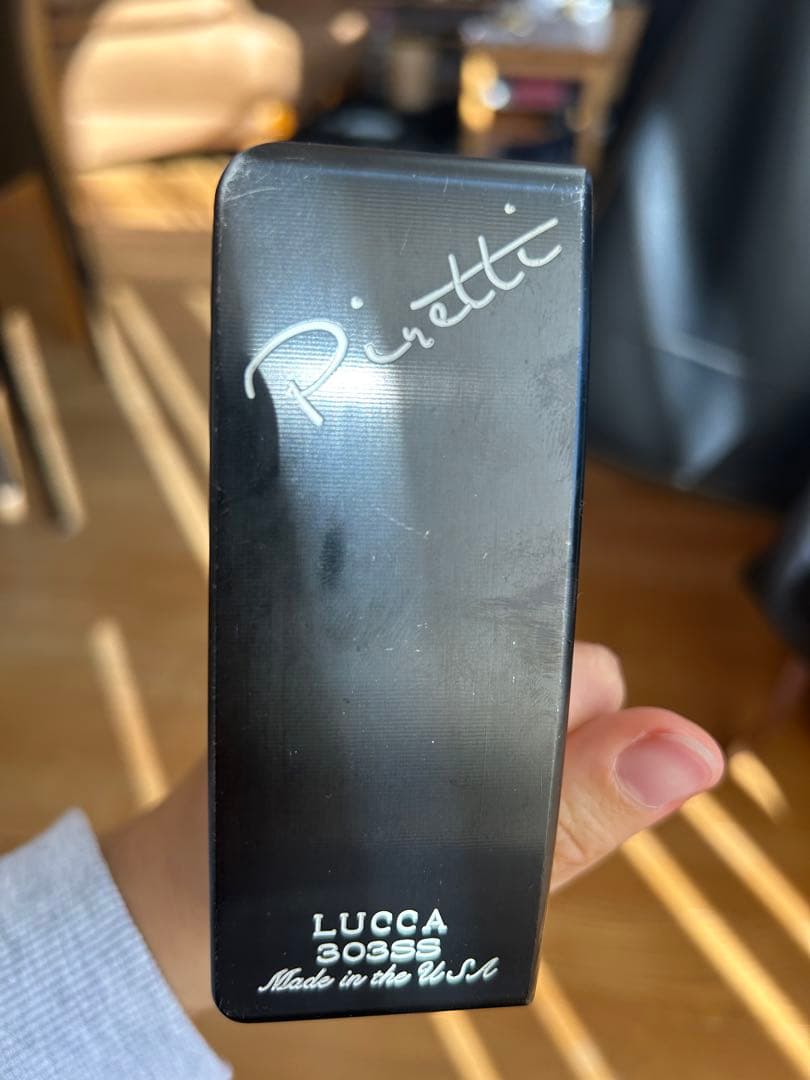 Piretti
LUCCA
303SS
Made in the USA